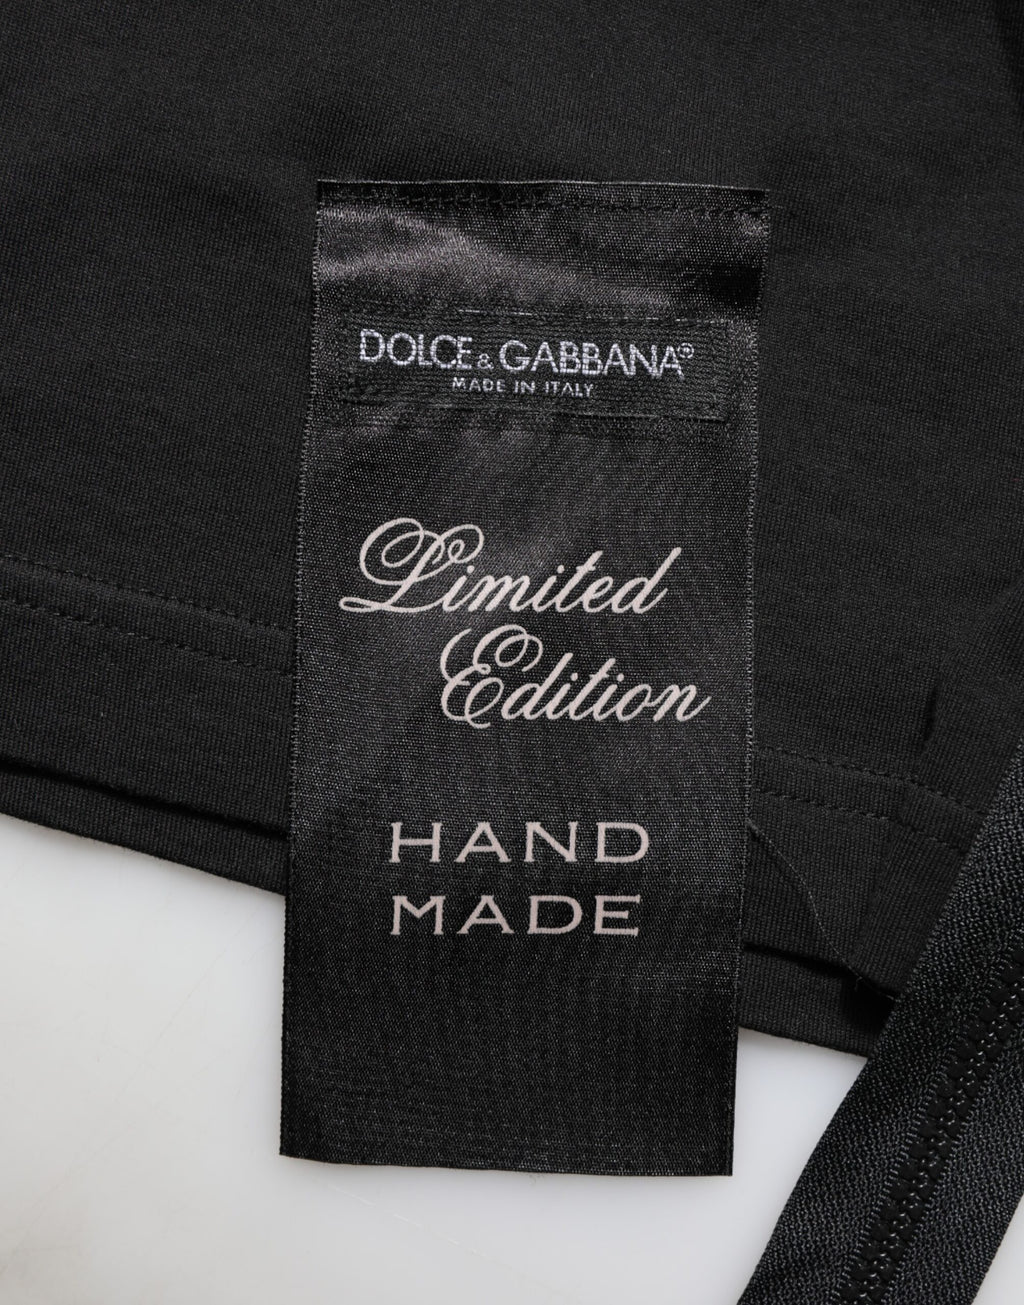 DOLCE & GABBANA®
MADE IN ITALY
Limited
Edition
HAND
MADE